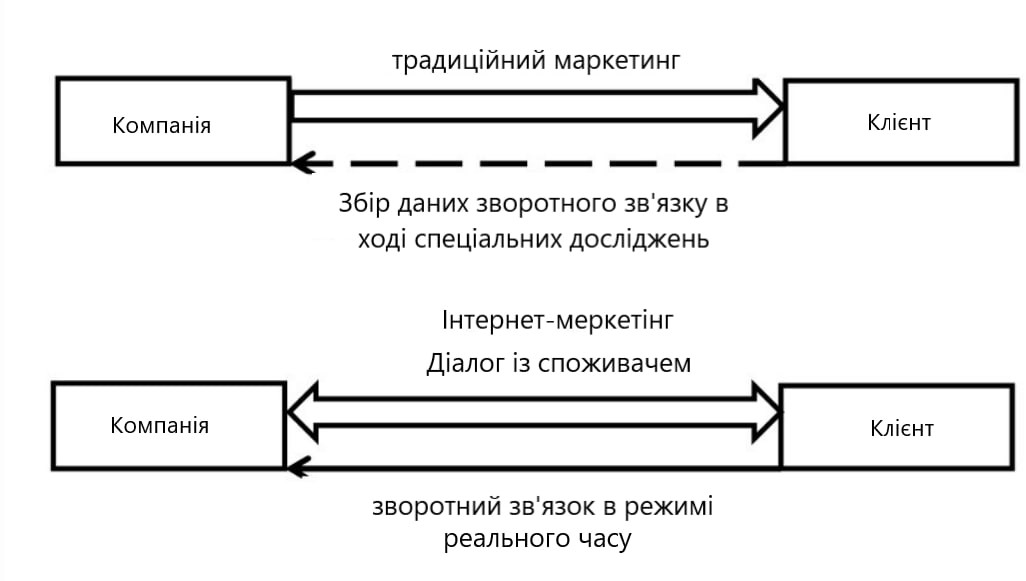 традиційний маркетинг
Компанія
Клієнт
Збір даних зворотного зв'язку в
ході спеціальних досліджень
Інтернет-меркетінг
Діалог із споживачем
Компанія
Клієнт
зворотний зв'язок в режимі
реального часу